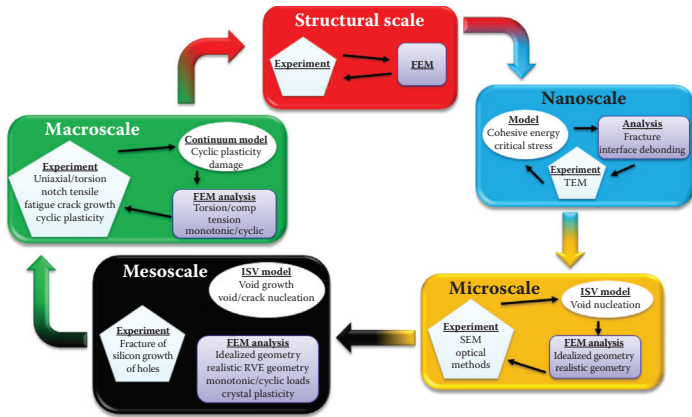 Structural scale
Experiment
FEM
Nanoscale
Model
Cohesive energy
critical stress
Analysis
Fracture
interface debonding
Experiment
TEM
Microscale
ISV model
Void nucleation
Experiment
SEM
optical
methods
FEM analysis
Idealized geometry
realistic geometry
Mesoscale
ISV model
Void growth
void/crack nucleation
Experiment
Fracture of
silicon growth
of holes
FEM analysis
Idealized geometry
realistic RVE geometry
monotonic/cyclic loads
crystal plasticity
Macroscale
Continuum model
Cyclic plasticity
damage
Experiment
Uniaxial/torsion
notch tensile
fatigue crack growth
cyclic plasticity
FEM analysis
Torsion/comp
tension
monotonic/cyclic